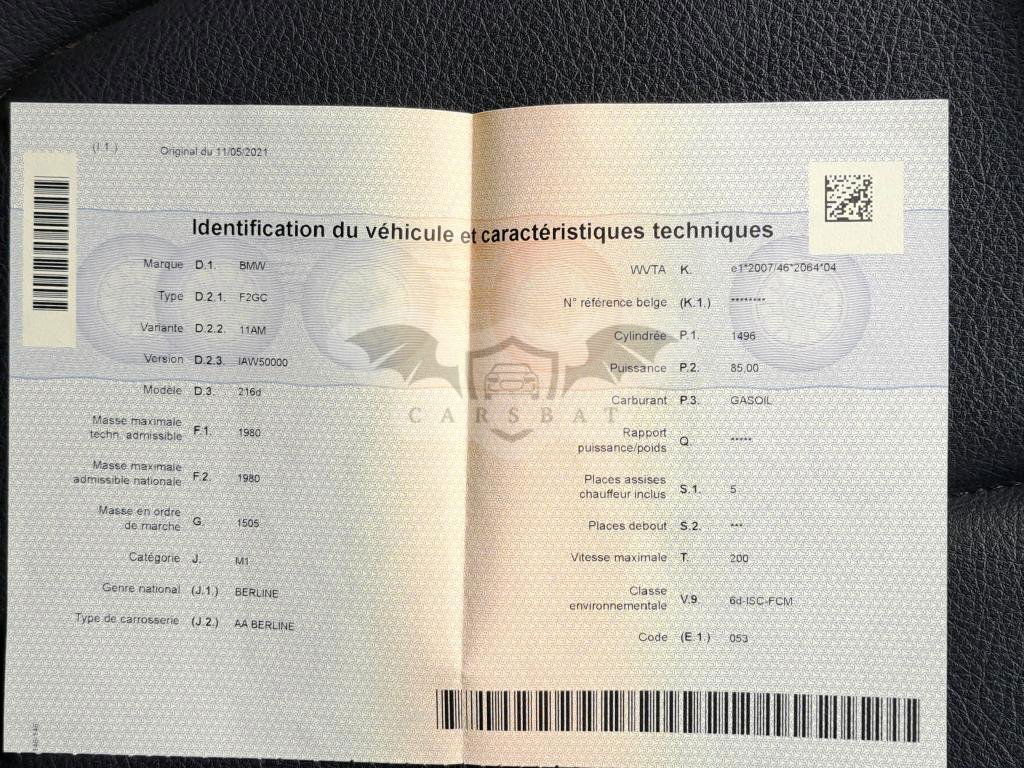 (I.1.) Original du 11/05/2021
Identification du véhicule et caractéristiques techniques
Marque D.1. BMW
Type D.2.1. F2GC
Variante D.2.2. 11AM
Version D.2.3. IAW50000
Modèle D.3. 216d
Masse maximale
techn. admissible F.1. 1980
Masse maximale
admissible nationale F.2. 1980
Masse en ordre
de marche G. 1505
Catégorie J. M1
Genre national (J.1.) BERLINE
Type de carrosserie (J.2.) AA BERLINE
WVTA K. e1*2007/46*2064*04
N° référence belge (K.1.) ********
Cylindrée P.1. 1496
Puissance P.2. 85,00
Carburant P.3. GASOIL
Rapport
puissance/poids Q. *****
Places assises
chauffeur inclus S.1. 5
Places debout S.2. ***
Vitesse maximale T. 200
Classe
environnementale V.9. 6d-ISC-FCM
Code (E.1.) 053
CARSBAT